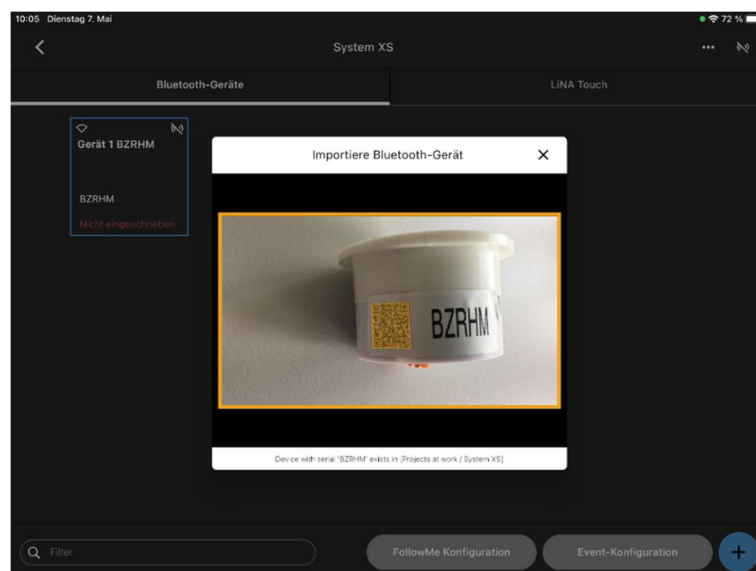 10:05 Dienstag 7. Mai
72 %
System XS
Bluetooth-Geräte
LiNA Touch
Gerät 1 BZRHM
BZRHM
Nicht eingeschrieben
Importiere Bluetooth-Gerät
BZRHM
Device with serial 'BZRHM' exists in [Projects at work / System XS]
Filter
FollowMe Konfiguration
Event-Konfiguration